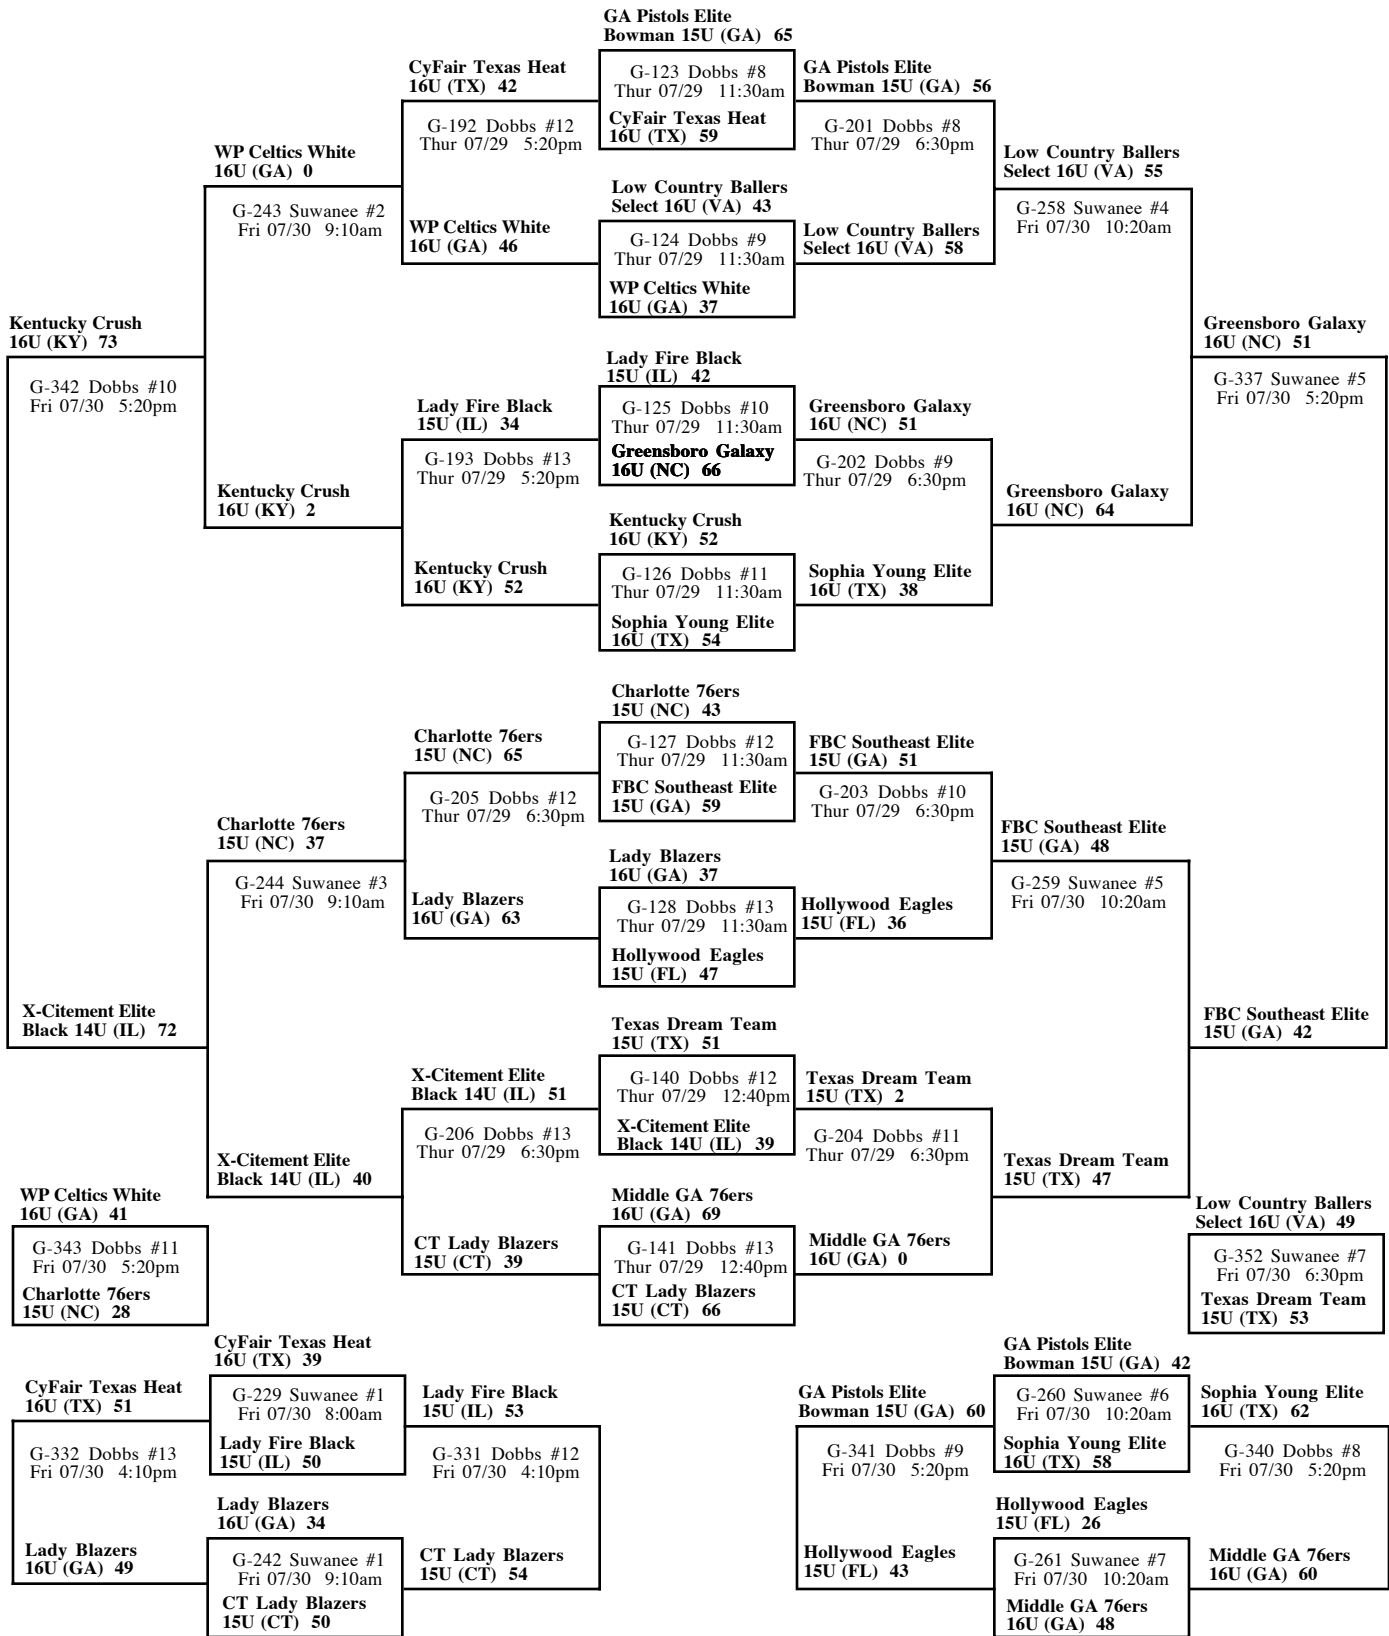 GA Pistols Elite
Bowman 15U (GA) 65
G-123 Dobbs #8
Thur 07/29 11:30am
CyFair Texas Heat
16U (TX) 59
CyFair Texas Heat
16U (TX) 42
G-192 Dobbs #12
Thur 07/29 5:20pm
WP Celtics White
16U (GA) 46
GA Pistols Elite
Bowman 15U (GA) 56
G-201 Dobbs #8
Thur 07/29 6:30pm
Low Country Ballers
Select 16U (VA) 58
WP Celtics White
16U (GA) 0
G-243 Suwanee #2
Fri 07/30 9:10am
Kentucky Crush
16U (KY) 2
Low Country Ballers
Select 16U (VA) 43
G-124 Dobbs #9
Thur 07/29 11:30am
WP Celtics White
16U (GA) 37
Low Country Ballers
Select 16U (VA) 55
G-258 Suwanee #4
Fri 07/30 10:20am
Greensboro Galaxy
16U (NC) 64
Kentucky Crush
16U (KY) 73
G-342 Dobbs #10
Fri 07/30 5:20pm
X-Citement Elite
Black 14U (IL) 72
Greensboro Galaxy
16U (NC) 51
G-337 Suwanee #5
Fri 07/30 5:20pm
FBC Southeast Elite
15U (GA) 42
Lady Fire Black
15U (IL) 42
G-125 Dobbs #10
Thur 07/29 11:30am
Greensboro Galaxy
16U (NC) 66
Lady Fire Black
15U (IL) 34
G-193 Dobbs #13
Thur 07/29 5:20pm
Kentucky Crush
16U (KY) 52
Greensboro Galaxy
16U (NC) 51
G-202 Dobbs #9
Thur 07/29 6:30pm
Sophia Young Elite
16U (TX) 38
Kentucky Crush
16U (KY) 52
G-126 Dobbs #11
Thur 07/29 11:30am
Sophia Young Elite
16U (TX) 54
Charlotte 76ers
15U (NC) 43
G-127 Dobbs #12
Thur 07/29 11:30am
FBC Southeast Elite
15U (GA) 59
Charlotte 76ers
15U (NC) 65
G-205 Dobbs #12
Thur 07/29 6:30pm
Lady Blazers
16U (GA) 63
FBC Southeast Elite
15U (GA) 51
G-203 Dobbs #10
Thur 07/29 6:30pm
Hollywood Eagles
15U (FL) 36
Charlotte 76ers
15U (NC) 37
G-244 Suwanee #3
Fri 07/30 9:10am
X-Citement Elite
Black 14U (IL) 40
Lady Blazers
16U (GA) 37
G-128 Dobbs #13
Thur 07/29 11:30am
Hollywood Eagles
15U (FL) 47
FBC Southeast Elite
15U (GA) 48
G-259 Suwanee #5
Fri 07/30 10:20am
Texas Dream Team
15U (TX) 47
Texas Dream Team
15U (TX) 51
G-140 Dobbs #12
Thur 07/29 12:40pm
X-Citement Elite
Black 14U (IL) 39
X-Citement Elite
Black 14U (IL) 51
G-206 Dobbs #13
Thur 07/29 6:30pm
CT Lady Blazers
15U (CT) 39
Texas Dream Team
15U (TX) 2
G-204 Dobbs #11
Thur 07/29 6:30pm
Middle GA 76ers
16U (GA) 0
Middle GA 76ers
16U (GA) 69
G-141 Dobbs #13
Thur 07/29 12:40pm
CT Lady Blazers
15U (CT) 66
WP Celtics White
16U (GA) 41
G-343 Dobbs #11
Fri 07/30 5:20pm
Charlotte 76ers
15U (NC) 28
Low Country Ballers
Select 16U (VA) 49
G-352 Suwanee #7
Fri 07/30 6:30pm
Texas Dream Team
15U (TX) 53
CyFair Texas Heat
16U (TX) 39
G-229 Suwanee #1
Fri 07/30 8:00am
Lady Fire Black
15U (IL) 50
CyFair Texas Heat
16U (TX) 51
G-332 Dobbs #13
Fri 07/30 4:10pm
Lady Blazers
16U (GA) 49
Lady Fire Black
15U (IL) 53
G-331 Dobbs #12
Fri 07/30 4:10pm
CT Lady Blazers
15U (CT) 54
Lady Blazers
16U (GA) 34
G-242 Suwanee #1
Fri 07/30 9:10am
CT Lady Blazers
15U (CT) 50
GA Pistols Elite
Bowman 15U (GA) 42
G-260 Suwanee #6
Fri 07/30 10:20am
Sophia Young Elite
16U (TX) 58
GA Pistols Elite
Bowman 15U (GA) 60
G-341 Dobbs #9
Fri 07/30 5:20pm
Hollywood Eagles
15U (FL) 43
Sophia Young Elite
16U (TX) 62
G-340 Dobbs #8
Fri 07/30 5:20pm
Middle GA 76ers
16U (GA) 60
Hollywood Eagles
15U (FL) 26
G-261 Suwanee #7
Fri 07/30 10:20am
Middle GA 76ers
16U (GA) 48